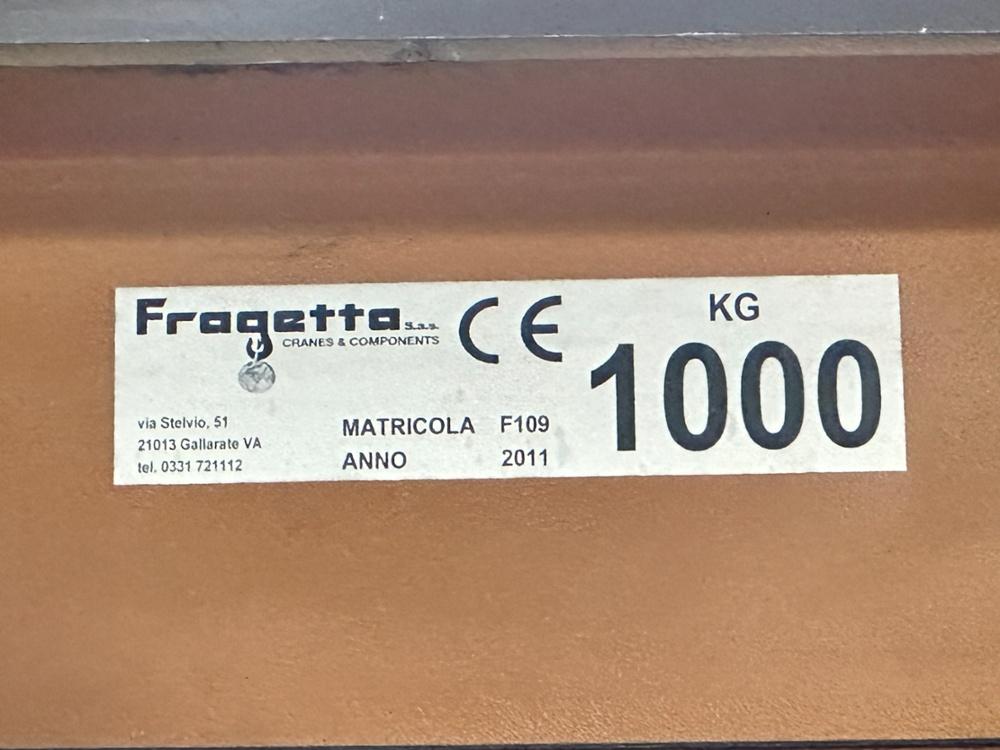 Fragetta s.a.s.
CRANES & COMPONENTS
CE
KG
1000
via Stelvio, 51
21013 Gallarate VA
tel. 0331 721112
MATRICOLA F109
ANNO 2011